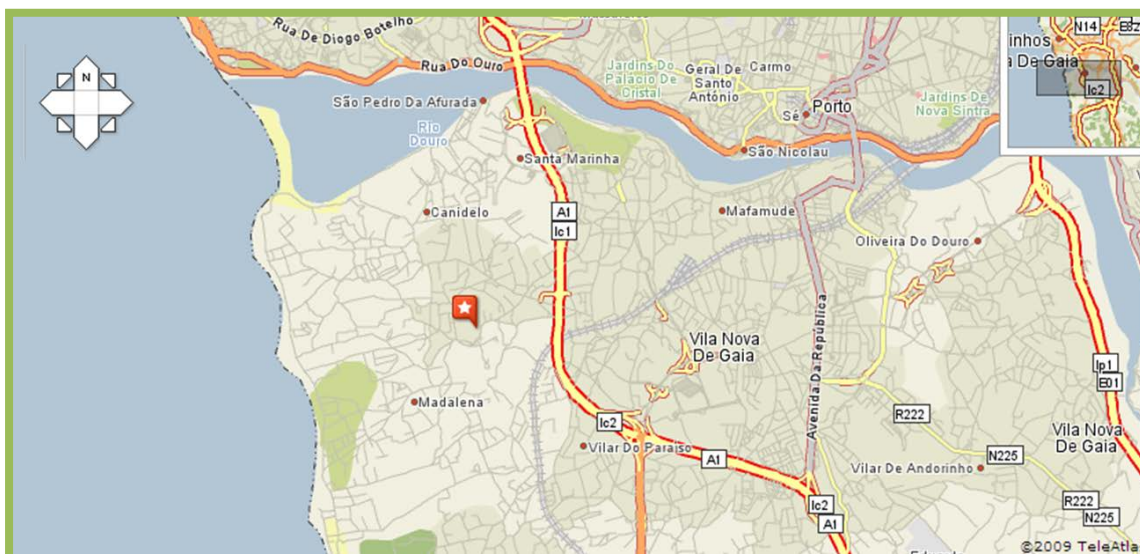 Rua De Diogo Botelho
Rua Do Ouro
N14
inhos
a De Gaia
Ic2
N
São Pedro Da Afurada
Rio
Douro
Jardins Do
Palácio De
Cristal
Geral De
Santo
António
Carmo
Sé
Porto
Jardins De
Nova Sintra
São Nicolau
Santa Marinha
Canidelo
A1
Ic1
Mafamude
Oliveira Do Douro
Vila Nova
De Gaia
Avenida Da República
Ip1
E01
Madalena
Ic2
Vilar Do Paraíso
A1
R222
Vila Nova
De Gaia
N225
Vilar De Andorinho
Ic2
A1
R222
N225
©2009 TeleAtla